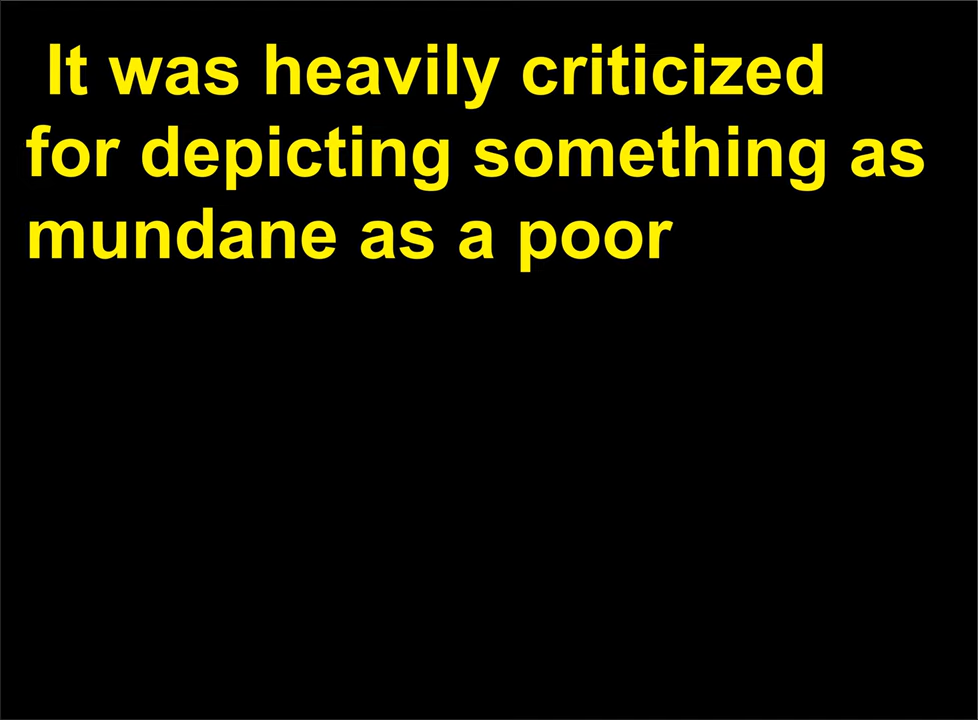 It was heavily criticized
for depicting something as
mundane as a poor